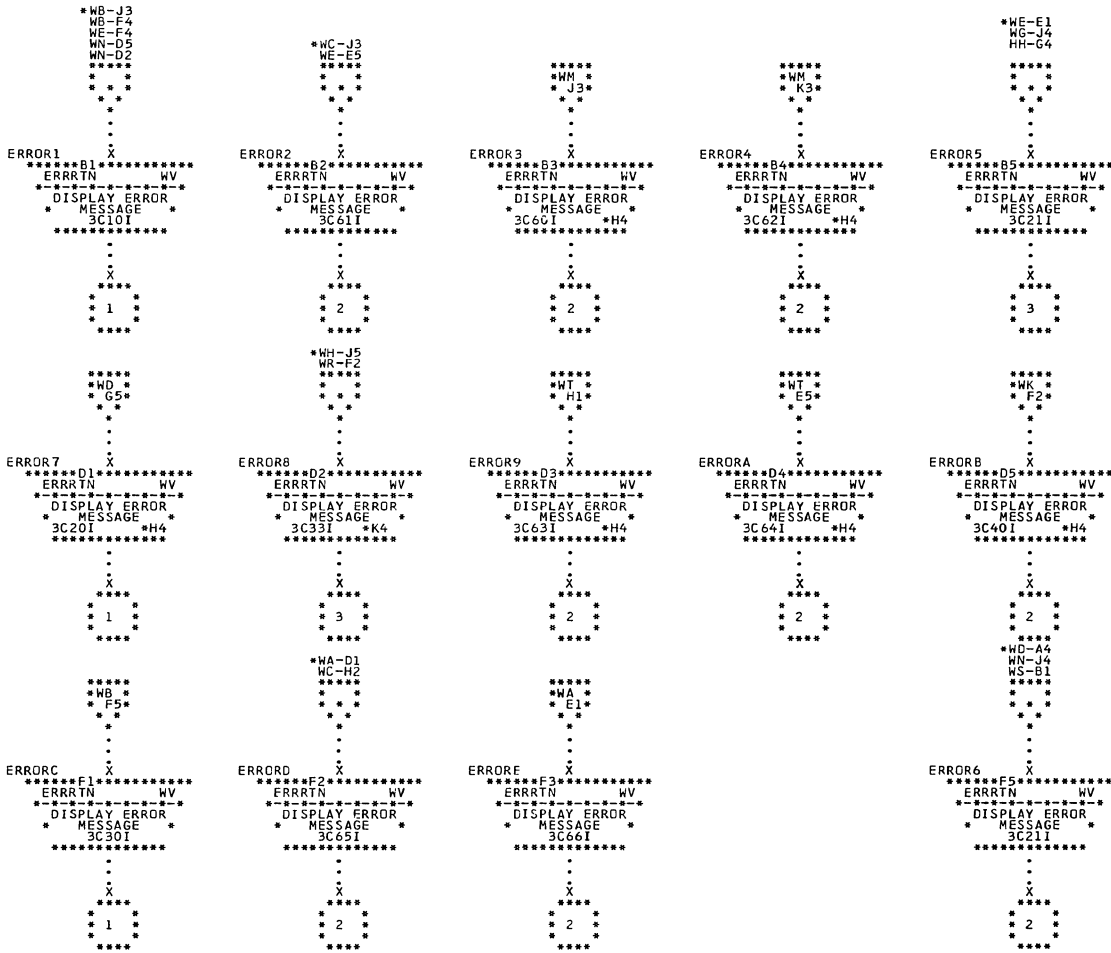 *WB-J3
WB-F4
WE-F4
WN-D5
WN-D2
*WC-J3
WE-E5
WM
J3
WM
K3
*WE-E1
WG-J4
HH-G4
ERROR1 X
B1
ERRRTN WV
DISPLAY ERROR
MESSAGE
3C10I
X
1
ERROR2 X
B2
ERRRTN WV
DISPLAY ERROR
MESSAGE
3C61I
X
2
ERROR3 X
B3
ERRRTN WV
DISPLAY ERROR
MESSAGE
3C60I *H4
X
2
ERROR4 X
B4
ERRRTN WV
DISPLAY ERROR
MESSAGE
3C62I *H4
X
2
ERROR5 X
B5
ERRRTN WV
DISPLAY ERROR
MESSAGE
3C21I
X
3
WD
G5
*WH-J5
WR-F2
WT
H1
WT
E5
WK
F2
ERROR7 X
D1
ERRRTN WV
DISPLAY ERROR
MESSAGE
3C20I *H4
X
1
ERROR8 X
D2
ERRRTN WV
DISPLAY ERROR
MESSAGE
3C33I *K4
X
3
ERROR9 X
D3
ERRRTN WV
DISPLAY ERROR
MESSAGE
3C63I *H4
X
2
ERRORA X
D4
ERRRTN WV
DISPLAY ERROR
MESSAGE
3C64I *H4
X
2
ERRORB X
D5
ERRRTN WV
DISPLAY ERROR
MESSAGE
3C40I *H4
X
2
WB
F5
*WA-D1
WC-H2
WA
E1
*WD-A4
WN-J4
WS-B1
ERRORC X
F1
ERRRTN WV
DISPLAY ERROR
MESSAGE
3C30I
X
1
ERRORD X
F2
ERRRTN WV
DISPLAY ERROR
MESSAGE
3C65I
X
2
ERRORE X
F3
ERRRTN WV
DISPLAY ERROR
MESSAGE
3C66I
X
2
ERROR6 X
F5
ERRRTN WV
DISPLAY ERROR
MESSAGE
3C21I
X
2